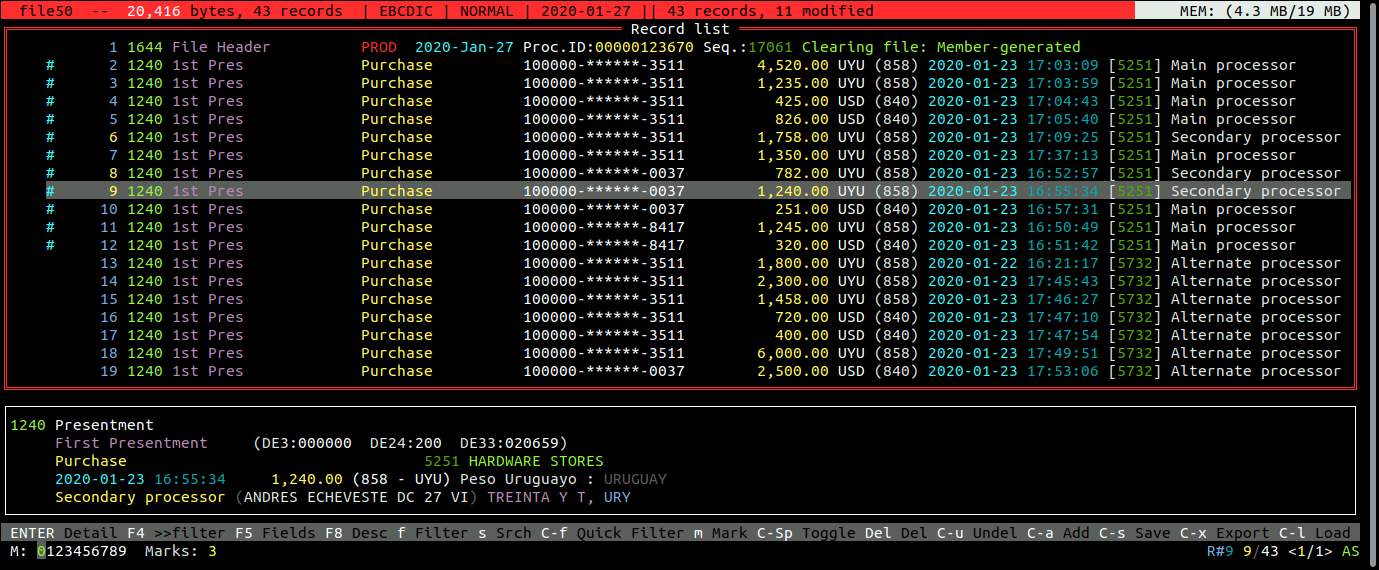 file50 -- 20,416 bytes, 43 records | EBCDIC | NORMAL | 2020-01-27 || 43 records, 11 modified MEM: (4.3 MB/19 MB)
Record list
1 1644 File Header PROD 2020-Jan-27 Proc.ID:00000123670 Seq.:17061 Clearing file: Member-generated
# 2 1240 1st Pres Purchase 100000-******-3511 4,520.00 UYU (858) 2020-01-23 17:03:09 [5251] Main processor
# 3 1240 1st Pres Purchase 100000-******-3511 1,235.00 UYU (858) 2020-01-23 17:03:59 [5251] Main processor
# 4 1240 1st Pres Purchase 100000-******-3511 425.00 USD (840) 2020-01-23 17:04:43 [5251] Main processor
# 5 1240 1st Pres Purchase 100000-******-3511 826.00 USD (840) 2020-01-23 17:05:40 [5251] Main processor
# 6 1240 1st Pres Purchase 100000-******-3511 1,758.00 UYU (858) 2020-01-23 17:09:25 [5251] Secondary processor
# 7 1240 1st Pres Purchase 100000-******-3511 1,350.00 UYU (858) 2020-01-23 17:37:13 [5251] Main processor
# 8 1240 1st Pres Purchase 100000-******-0037 782.00 UYU (858) 2020-01-23 16:52:57 [5251] Secondary processor
# 9 1240 1st Pres Purchase 100000-******-0037 1,240.00 UYU (858) 2020-01-23 16:55:34 [5251] Secondary processor
# 10 1240 1st Pres Purchase 100000-******-0037 251.00 USD (840) 2020-01-23 16:57:31 [5251] Main processor
# 11 1240 1st Pres Purchase 100000-******-8417 1,245.00 UYU (858) 2020-01-23 16:50:49 [5251] Main processor
# 12 1240 1st Pres Purchase 100000-******-8417 320.00 USD (840) 2020-01-23 16:51:42 [5251] Main processor
13 1240 1st Pres Purchase 100000-******-3511 1,800.00 UYU (858) 2020-01-22 16:21:17 [5732] Alternate processor
14 1240 1st Pres Purchase 100000-******-3511 2,300.00 UYU (858) 2020-01-23 17:45:43 [5732] Alternate processor
15 1240 1st Pres Purchase 100000-******-3511 1,458.00 UYU (858) 2020-01-23 17:46:27 [5732] Alternate processor
16 1240 1st Pres Purchase 100000-******-3511 720.00 USD (840) 2020-01-23 17:47:10 [5732] Alternate processor
17 1240 1st Pres Purchase 100000-******-3511 400.00 USD (840) 2020-01-23 17:47:54 [5732] Alternate processor
18 1240 1st Pres Purchase 100000-******-3511 6,000.00 UYU (858) 2020-01-23 17:49:51 [5732] Alternate processor
19 1240 1st Pres Purchase 100000-******-0037 2,500.00 USD (840) 2020-01-23 17:53:06 [5732] Alternate processor
1240 Presentment
First Presentment (DE3:000000 DE24:200 DE33:020659)
Purchase 5251 HARDWARE STORES
2020-01-23 16:55:34 1,240.00 (858 - UYU) Peso Uruguayo : URUGUAY
Secondary processor (ANDRES ECHEVESTE DC 27 VI) TREINTA Y T, URY
ENTER Detail F4 >>filter F5 Fields F8 Desc f Filter s Srch C-f Quick Filter m Mark C-Sp Toggle Del Del C-u Undel C-a Add C-s Save C-x Export C-l Load
M: 0123456789 Marks: 3 R#9 9/43 <1/1> AS